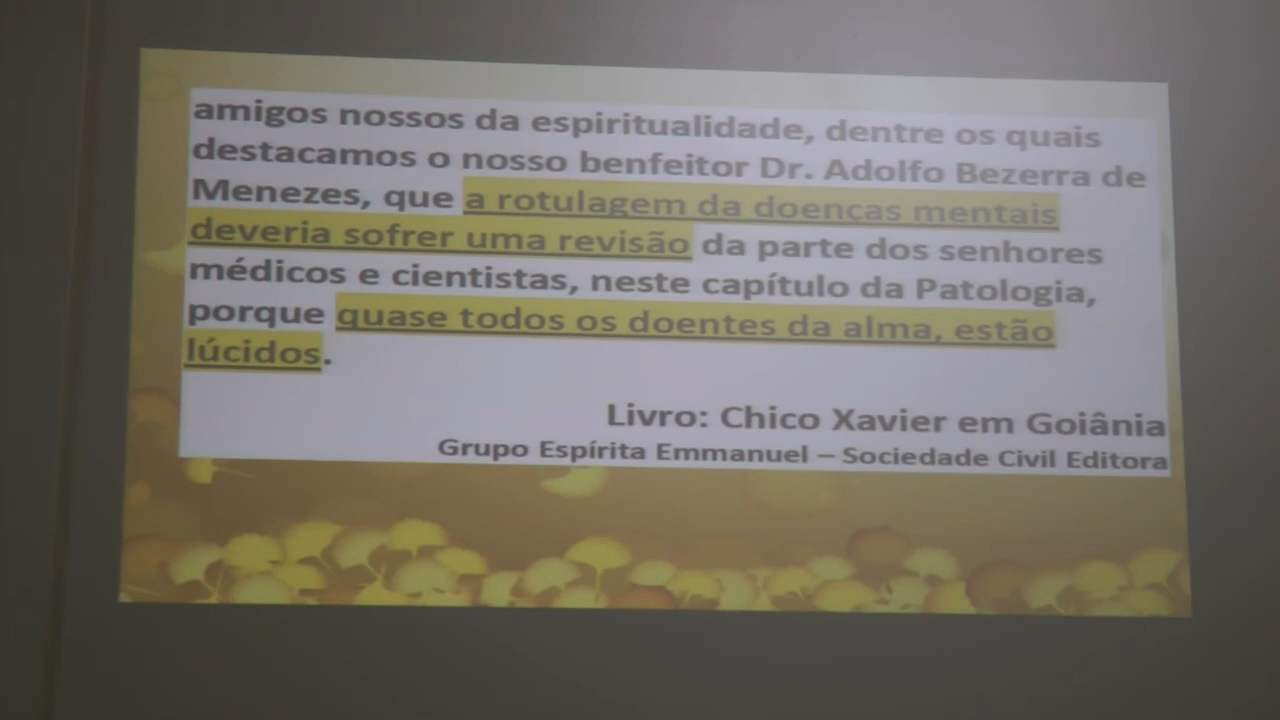 amigos nossos da espiritualidade, dentre os quais
destacamos o nosso benfeitor Dr. Adolfo Bezerra de
Menezes, que a rotulagem da doenças mentais
deveria sofrer uma revisão da parte dos senhores
médicos e cientistas, neste capítulo da Patologia,
porque quase todos os doentes da alma, estão
lúcidos.
Livro: Chico Xavier em Goiânia
Grupo Espírita Emmanuel – Sociedade Civil Editora